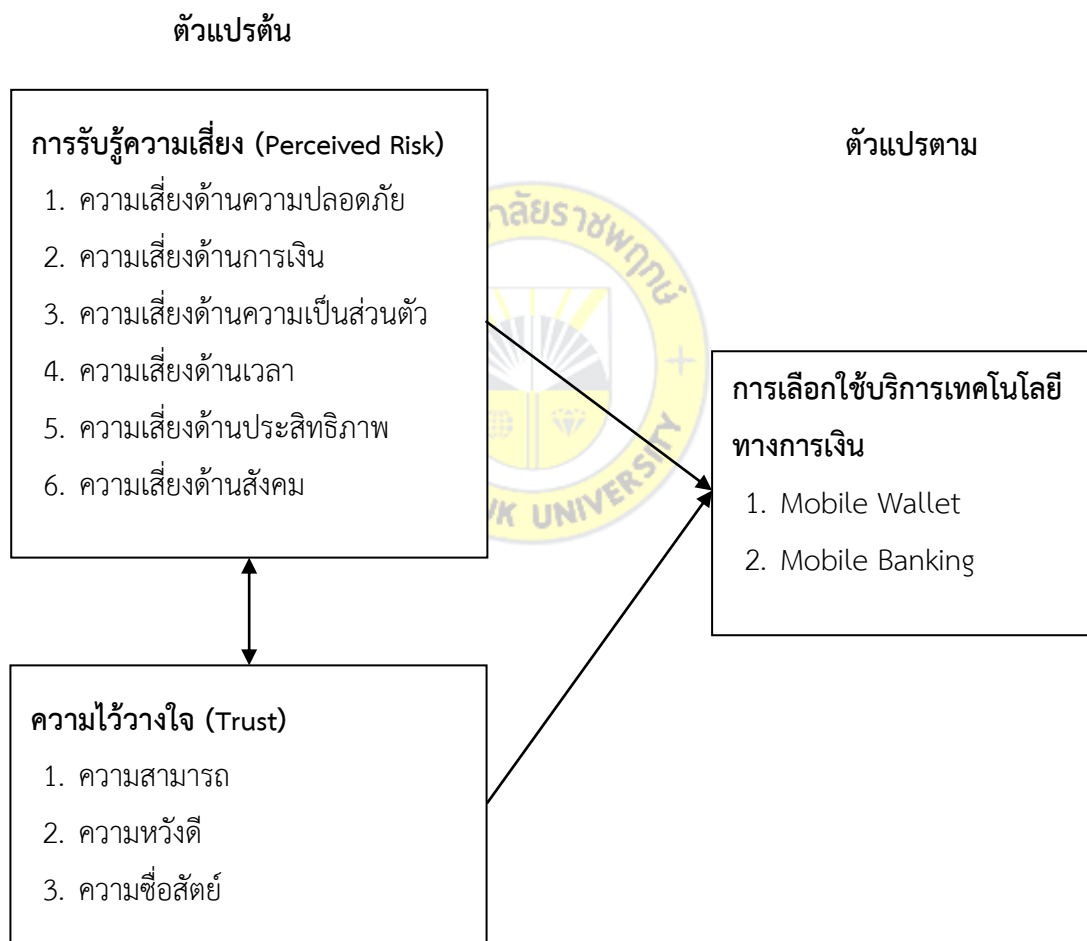 ตัวแปรต้น
การรับรู้ความเสี่ยง (Perceived Risk)
1. ความเสี่ยงด้านความปลอดภัย
2. ความเสี่ยงด้านการเงิน
3. ความเสี่ยงด้านความเป็นส่วนตัว
4. ความเสี่ยงด้านเวลา
5. ความเสี่ยงด้านประสิทธิภาพ
6. ความเสี่ยงด้านสังคม
ความไว้วางใจ (Trust)
1. ความสามารถ
2. ความหวังดี
3. ความซื่อสัตย์
ตัวแปรตาม
การเลือกใช้บริการเทคโนโลยี
ทางการเงิน
1. Mobile Wallet
2. Mobile Banking
าลัยราชพฤกษ์
UNIVERSITY